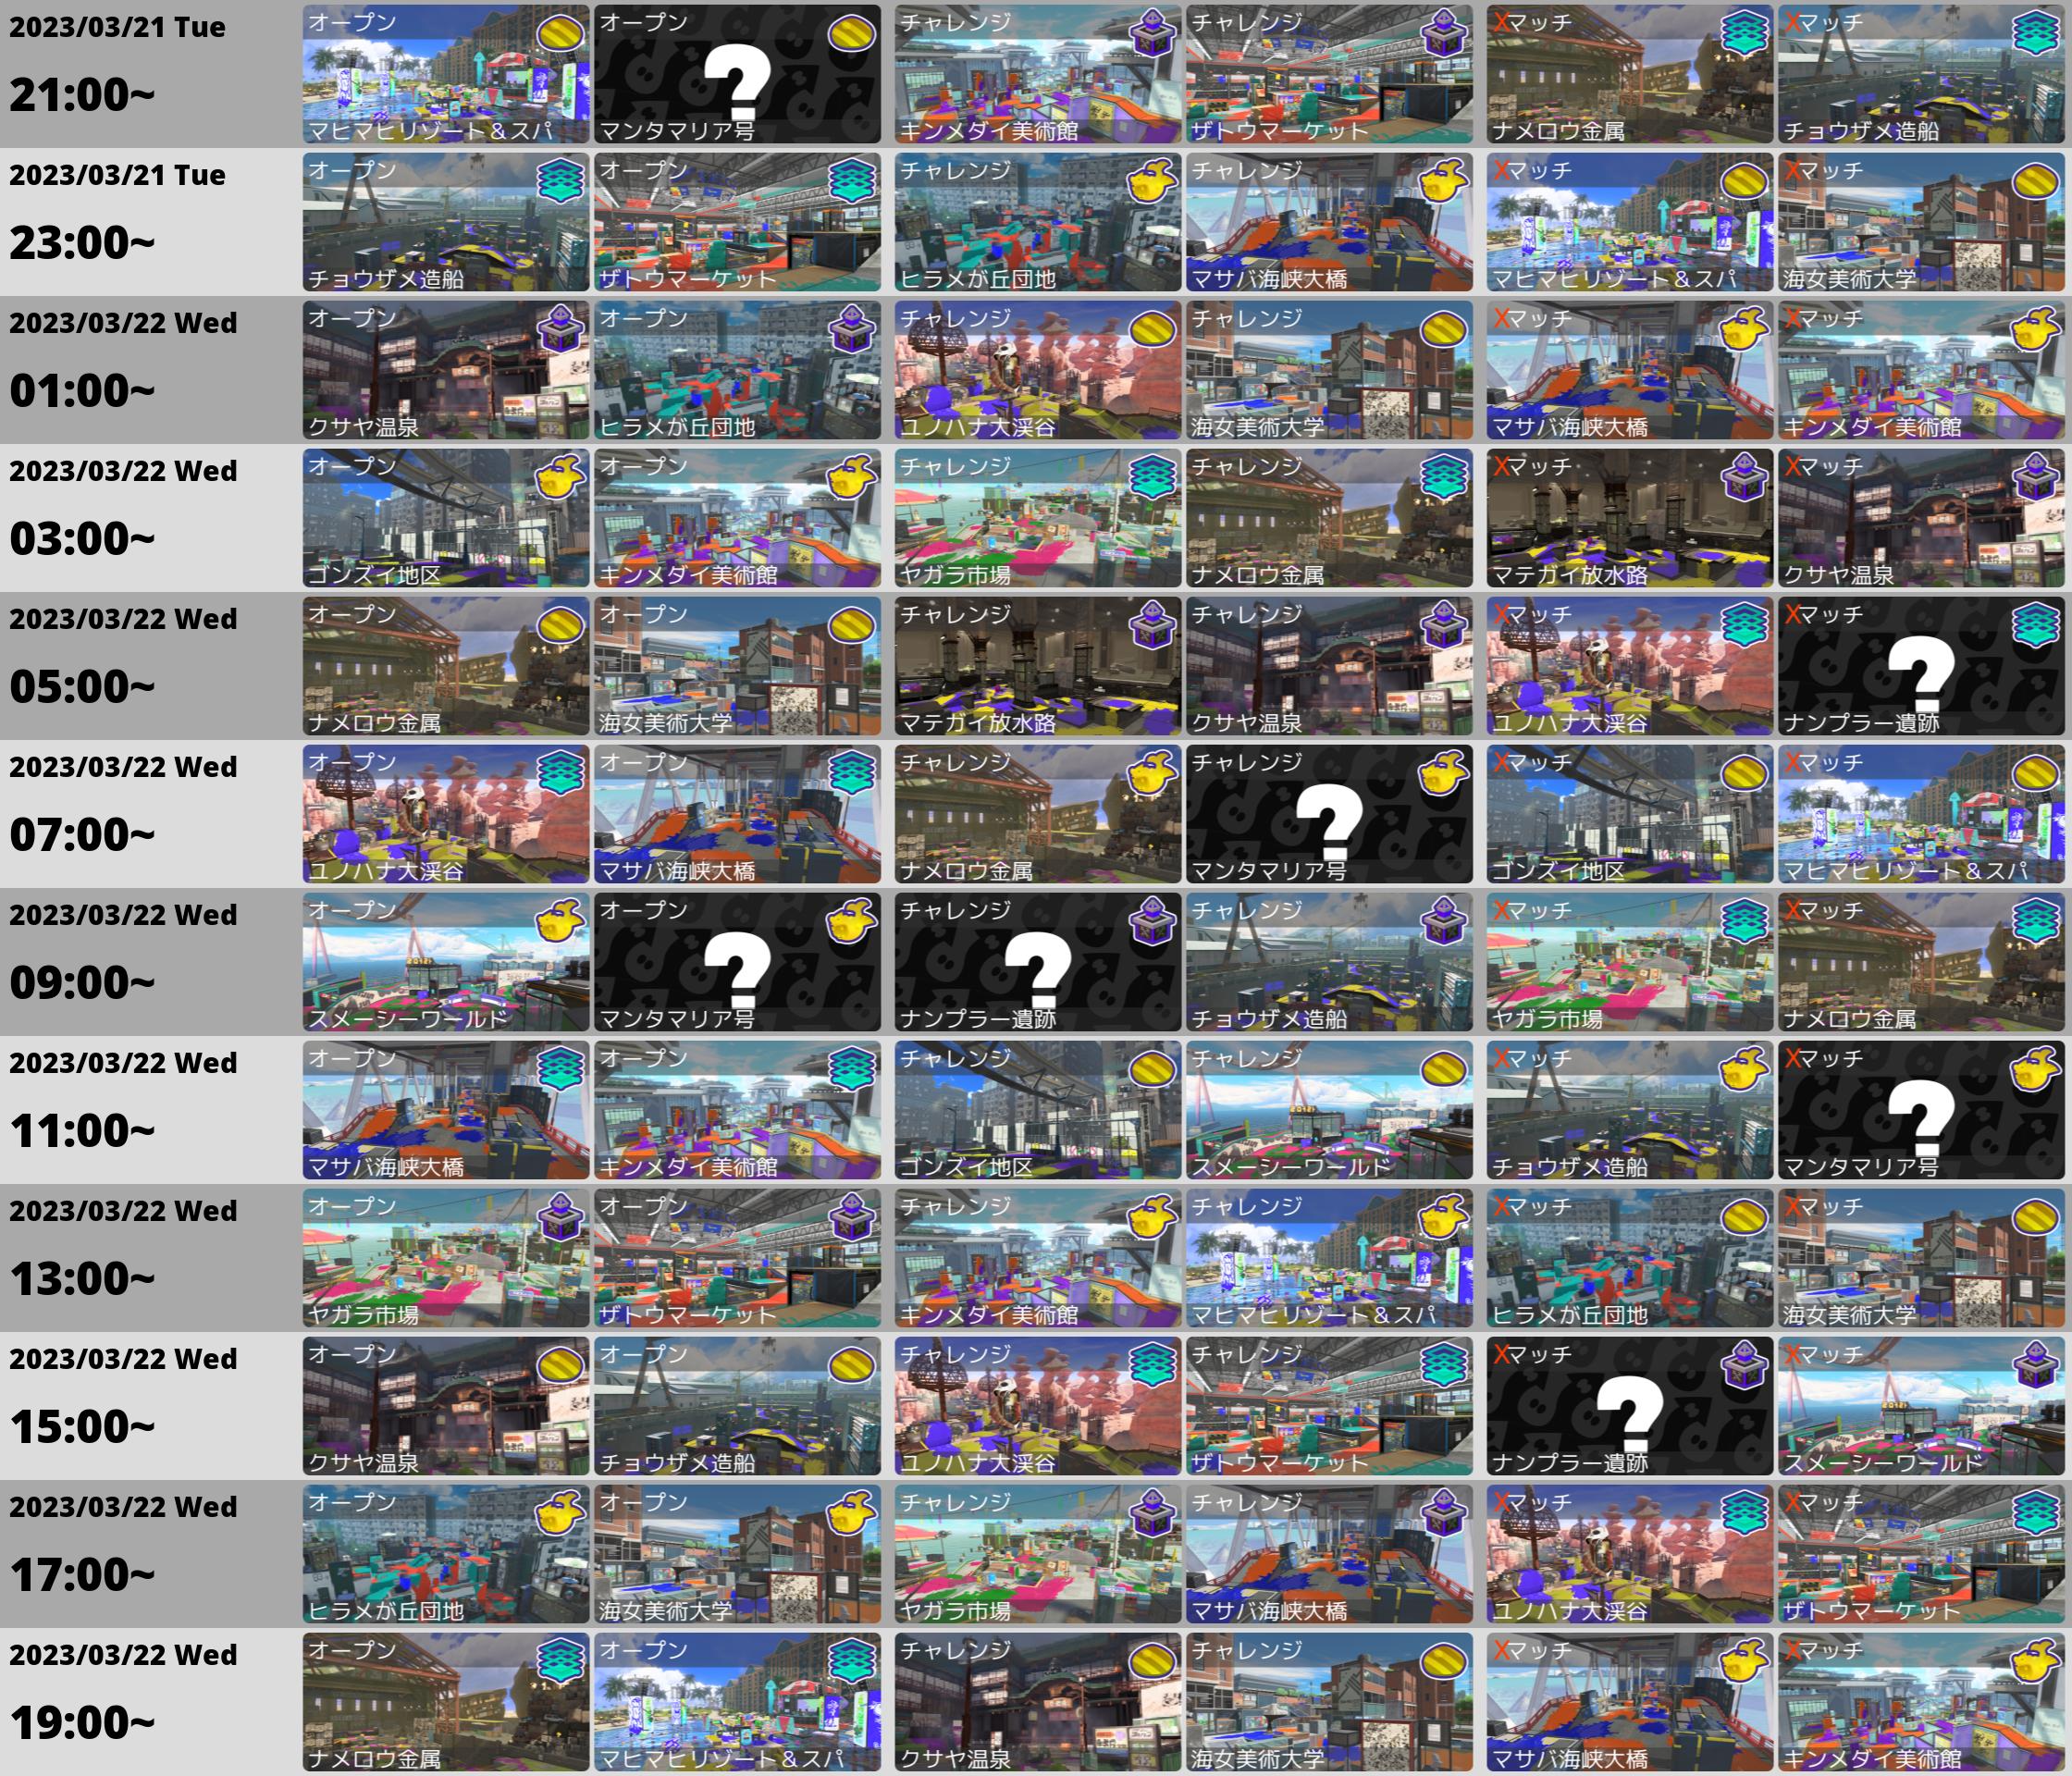 2023/03/21 Tue
21:00~
オープン
マヒマヒリゾート＆スパ
オープン
マンタマリア号
チャレンジ
キンメダイ美術館
チャレンジ
ザトウマーケット
Xマッチ
ナメロウ金属
Xマッチ
チョウザメ造船
2023/03/21 Tue
23:00~
オープン
チョウザメ造船
オープン
ザトウマーケット
チャレンジ
ヒラメが丘団地
チャレンジ
マサバ海峡大橋
Xマッチ
マヒマヒリゾート＆スパ
Xマッチ
海女美術大学
2023/03/22 Wed
01:00~
オープン
クサヤ温泉
オープン
ヒラメが丘団地
チャレンジ
ユノハナ大渓谷
チャレンジ
海女美術大学
Xマッチ
マサバ海峡大橋
Xマッチ
キンメダイ美術館
2023/03/22 Wed
03:00~
オープン
ゴンズイ地区
オープン
キンメダイ美術館
チャレンジ
ヤガラ市場
チャレンジ
ナメロウ金属
Xマッチ
マテガイ放水路
Xマッチ
クサヤ温泉
2023/03/22 Wed
05:00~
オープン
ナメロウ金属
オープン
海女美術大学
チャレンジ
マテガイ放水路
チャレンジ
クサヤ温泉
Xマッチ
ユノハナ大渓谷
Xマッチ
ナンプラー遺跡
2023/03/22 Wed
07:00~
オープン
ユノハナ大渓谷
オープン
マサバ海峡大橋
チャレンジ
ナメロウ金属
チャレンジ
マンタマリア号
Xマッチ
ゴンズイ地区
Xマッチ
マヒマヒリゾート＆スパ
2023/03/22 Wed
09:00~
オープン
スメーシーワールド
オープン
マンタマリア号
チャレンジ
ナンプラー遺跡
チャレンジ
チョウザメ造船
Xマッチ
ヤガラ市場
Xマッチ
ナメロウ金属
2023/03/22 Wed
11:00~
オープン
マサバ海峡大橋
オープン
キンメダイ美術館
チャレンジ
ゴンズイ地区
チャレンジ
スメーシーワールド
Xマッチ
チョウザメ造船
Xマッチ
マンタマリア号
2023/03/22 Wed
13:00~
オープン
ヤガラ市場
オープン
ザトウマーケット
チャレンジ
キンメダイ美術館
チャレンジ
マヒマヒリゾート＆スパ
Xマッチ
ヒラメが丘団地
Xマッチ
海女美術大学
2023/03/22 Wed
15:00~
オープン
クサヤ温泉
オープン
チョウザメ造船
チャレンジ
ユノハナ大渓谷
チャレンジ
ザトウマーケット
Xマッチ
ナンプラー遺跡
Xマッチ
スメーシーワールド
2023/03/22 Wed
17:00~
オープン
ヒラメが丘団地
オープン
海女美術大学
チャレンジ
ヤガラ市場
チャレンジ
マサバ海峡大橋
Xマッチ
ユノハナ大渓谷
Xマッチ
ザトウマーケット
2023/03/22 Wed
19:00~
オープン
ナメロウ金属
オープン
マヒマヒリゾート＆スパ
チャレンジ
クサヤ温泉
チャレンジ
海女美術大学
Xマッチ
マサバ海峡大橋
Xマッチ
キンメダイ美術館